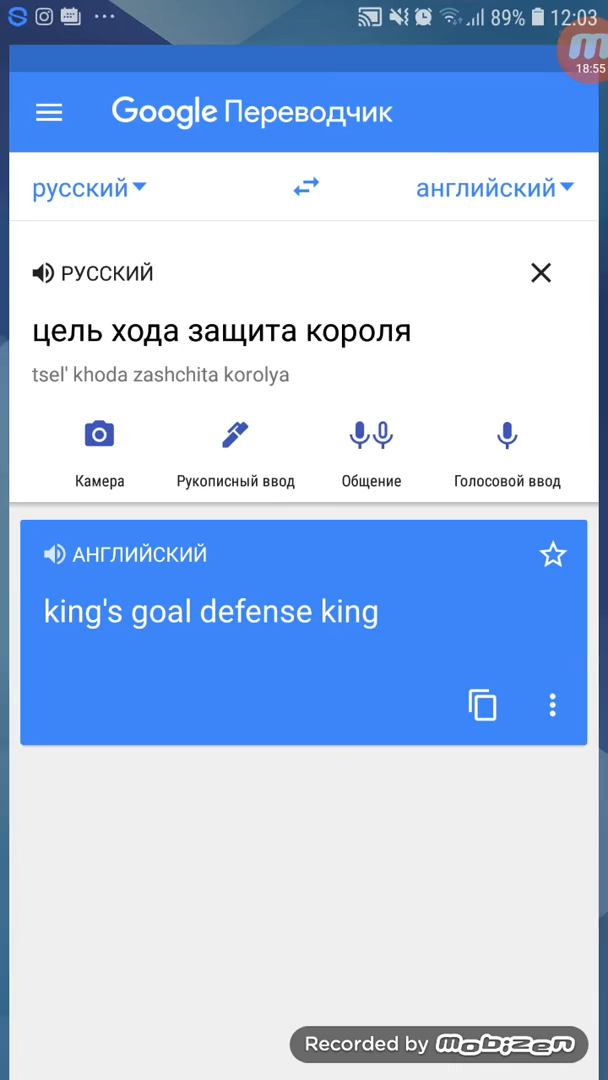 89% 12:03
18:55
Google Переводчик
русский английский
РУССКИЙ
цель хода защита короля
tsel' khoda zashchita korolya
Камера Рукописный ввод Общение Голосовой ввод
АНГЛИЙСКИЙ
king's goal defense king
Recorded by mobizen